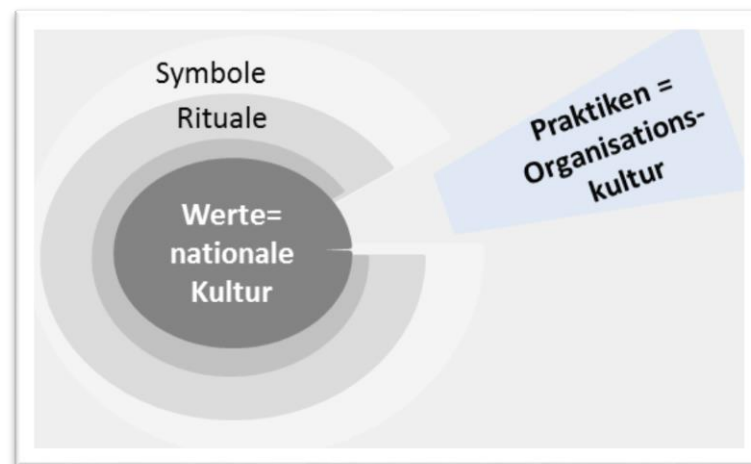 Symbole
Rituale
Werte=
nationale
Kultur
Praktiken =
Organisations-
kultur